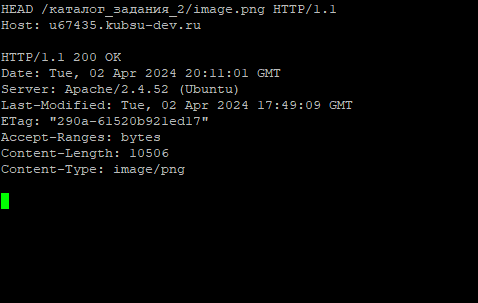 HEAD /каталог_задания_2/image.png HTTP/1.1
Host: u67435.kubsu-dev.ru
HTTP/1.1 200 OK
Date: Tue, 02 Apr 2024 20:11:01 GMT
Server: Apache/2.4.52 (Ubuntu)
Last-Modified: Tue, 02 Apr 2024 17:49:09 GMT
ETag: "290a-61520b921ed17"
Accept-Ranges: bytes
Content-Length: 10506
Content-Type: image/png